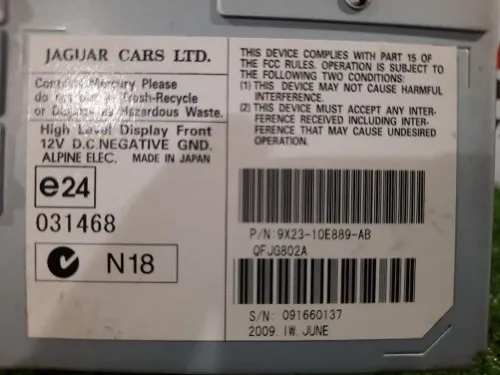 JAGUAR CARS LTD.
Contains Mercury Please
do not put in Trash-Recycle
or Dispose as Hazardous Waste.
High Level Display Front
12V D.C NEGATIVE GND.
ALPINE ELEC. MADE IN JAPAN
e24
031468
N18
THIS DEVICE COMPLIES WITH PART 15 OF
THE FCC RULES. OPERATION IS SUBJECT TO
THE FOLLOWING TWO CONDITIONS:
(1) THIS DEVICE MAY NOT CAUSE HARMFUL
INTERFERENCE.
(2) THIS DEVICE MUST ACCEPT ANY INTER-
FERENCE RECEIVED INCLUDING INTER-
FERENCE THAT MAY CAUSE UNDESIRED
OPERATION.
P/N:9X23-10E889-AB
QFJG802A
S/N: 091660137
2009. IW. JUNE